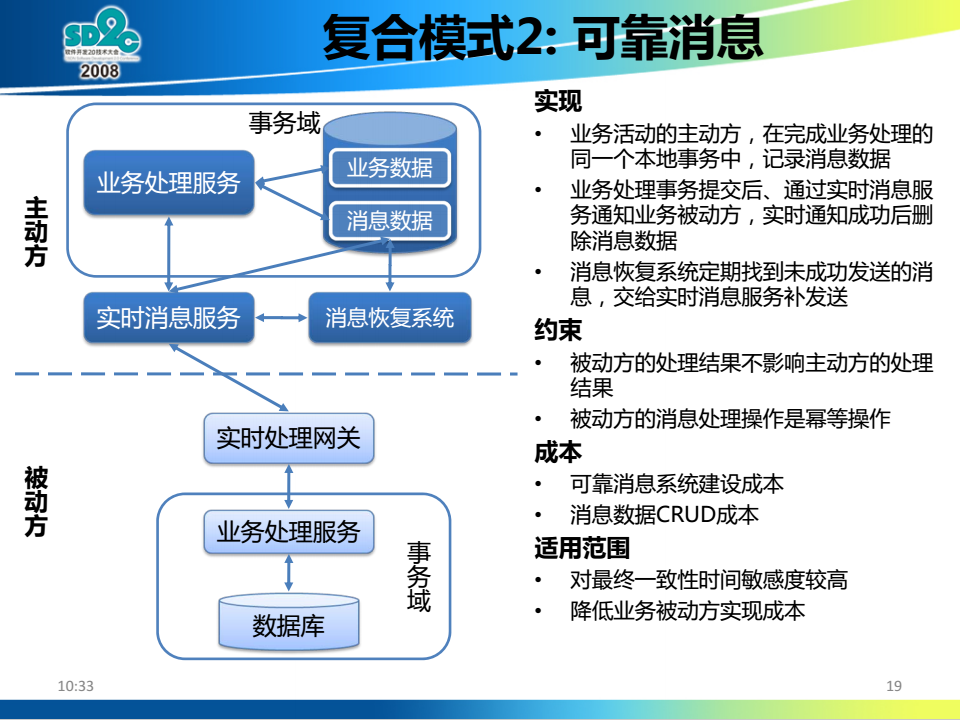 SD2C
软件开发2.0技术大会
2008
复合模式2: 可靠消息
主动方
事务域
业务处理服务
业务数据
消息数据
实时消息服务
消息恢复系统
被动方
实时处理网关
业务处理服务
事务域
数据库
实现
• 业务活动的主动方，在完成业务处理的
同一个本地事务中，记录消息数据
• 业务处理事务提交后、通过实时消息服
务通知业务被动方，实时通知成功后删
除消息数据
• 消息恢复系统定期找到未成功发送的消
息，交给实时消息服务补发送
约束
• 被动方的处理结果不影响主动方的处理
结果
• 被动方的消息处理操作是幂等操作
成本
• 可靠消息系统建设成本
• 消息数据CRUD成本
适用范围
• 对最终一致性时间敏感度较高
• 降低业务被动方实现成本
10:33
19